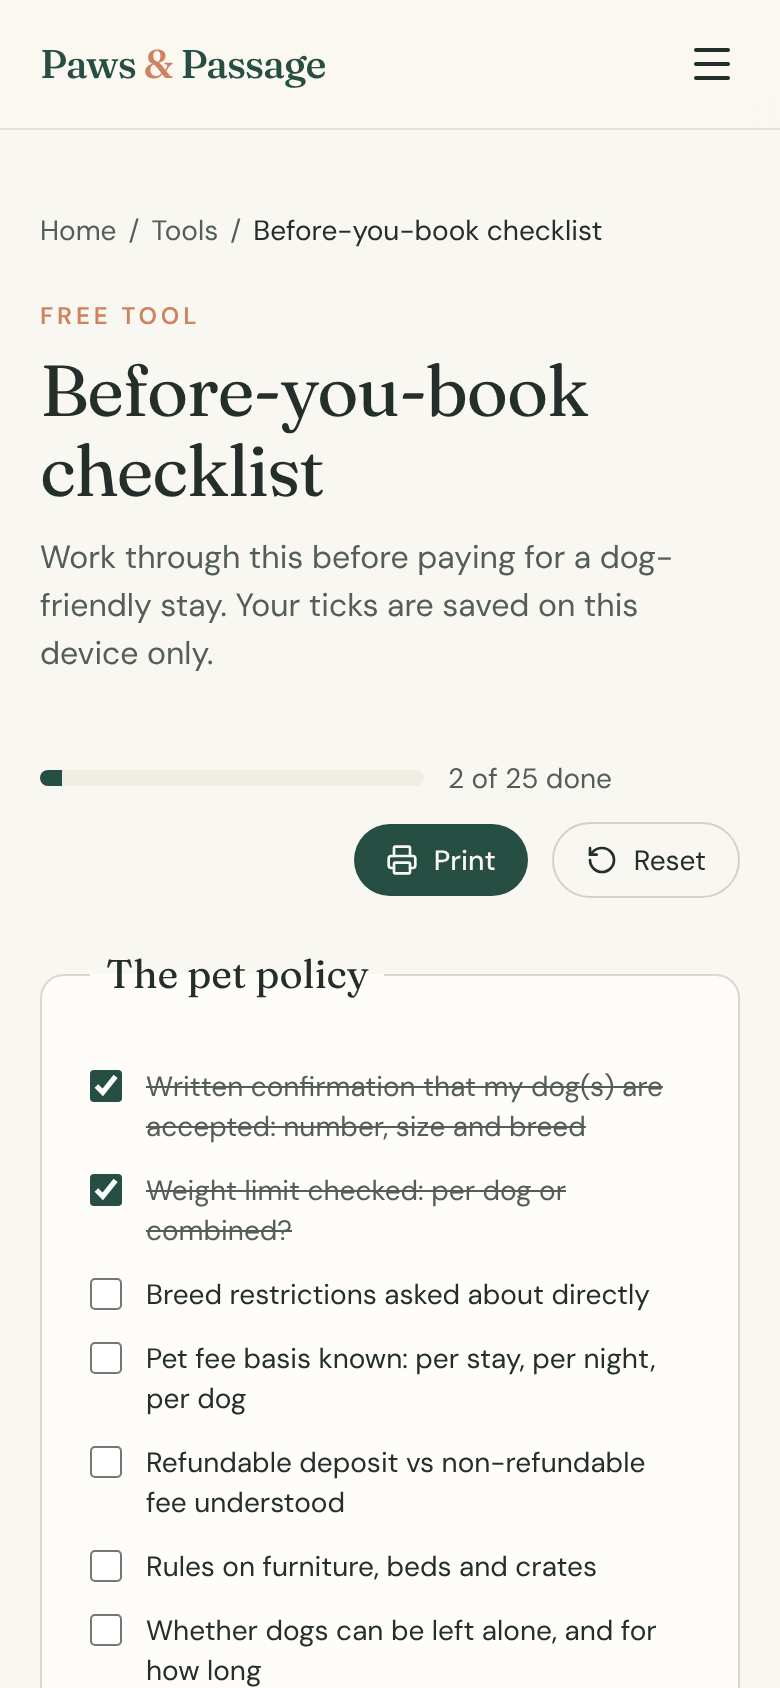 Paws & Passage
Home / Tools / Before-you-book checklist
FREE TOOL
Before-you-book
checklist
Work through this before paying for a dog-
friendly stay. Your ticks are saved on this
device only.
2 of 25 done
Print
Reset
The pet policy
Written confirmation that my dog(s) are
accepted: number, size and breed
Weight limit checked: per dog or
combined?
Breed restrictions asked about directly
Pet fee basis known: per stay, per night,
per dog
Refundable deposit vs non-refundable
fee understood
Rules on furniture, beds and crates
Whether dogs can be left alone, and for
how long